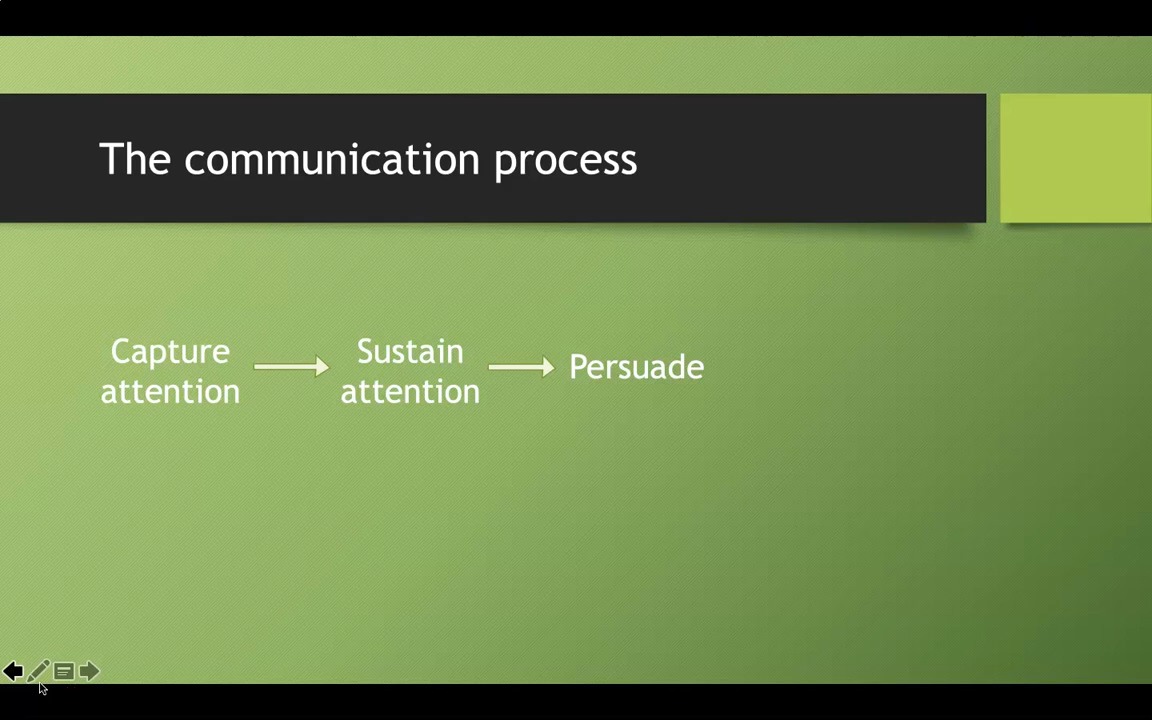 The communication process
Capture
attention
Sustain
attention
Persuade